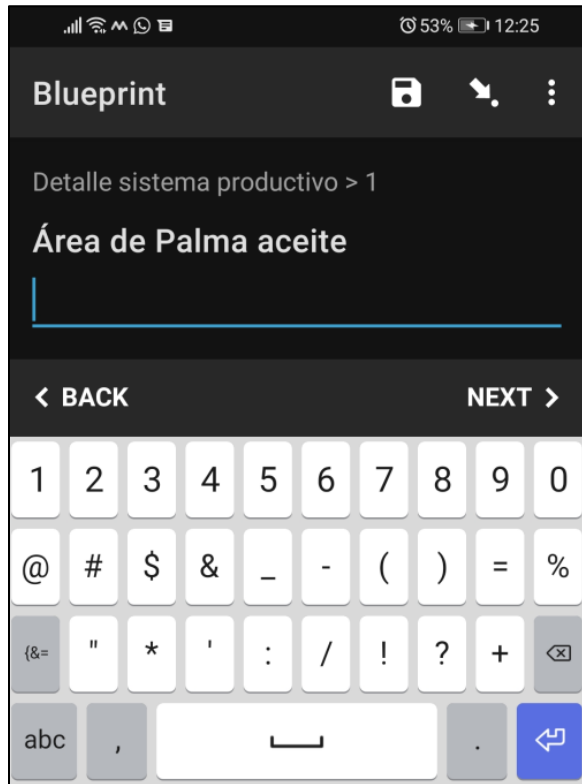 53% 12:25
Blueprint
Detalle sistema productivo > 1
Área de Palma aceite
< BACK NEXT >
1 2 3 4 5 6 7 8 9 0
@ # $ & _ - ( ) = %
{&= " * ' : / ! ? +
abc , .